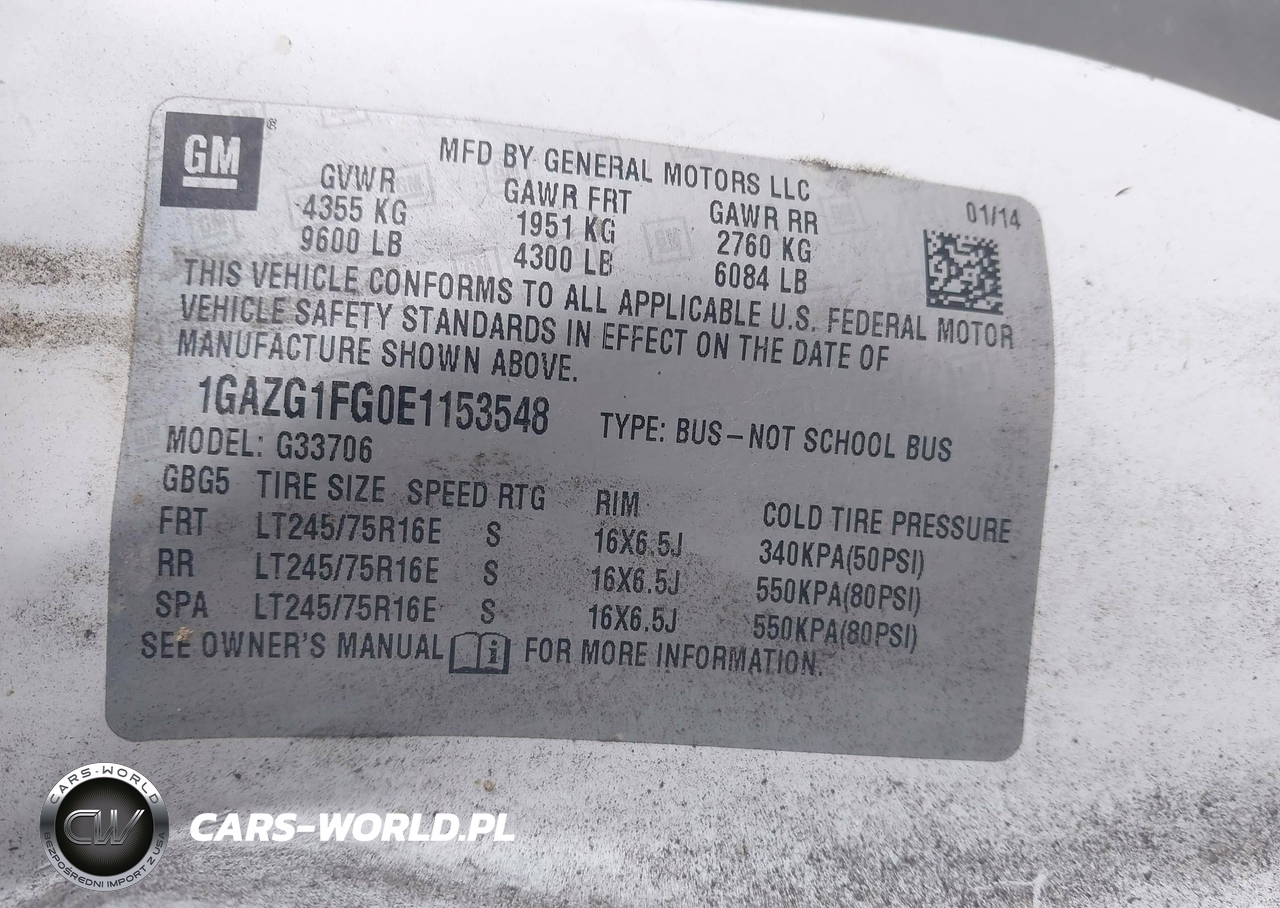 GM®
MFD BY GENERAL MOTORS LLC
01/14
GVWR GAWR FRT GAWR RR
4355 KG 1951 KG 2760 KG
9600 LB 4300 LB 6084 LB
THIS VEHICLE CONFORMS TO ALL APPLICABLE U.S. FEDERAL MOTOR
VEHICLE SAFETY STANDARDS IN EFFECT ON THE DATE OF
MANUFACTURE SHOWN ABOVE.
1GAZG1FG0E1153548 TYPE: BUS–NOT SCHOOL BUS
MODEL: G33706
GBG5 TIRE SIZE SPEED RTG RIM COLD TIRE PRESSURE
FRT LT245/75R16E S 16X6.5J 340KPA(50PSI)
RR LT245/75R16E S 16X6.5J 550KPA(80PSI)
SPA LT245/75R16E S 16X6.5J 550KPA(80PSI)
SEE OWNER'S MANUAL i FOR MORE INFORMATION.
CARS-WORLD
CW
BEZPOŚREDNI IMPORT Z USA
CARS-WORLD.PL